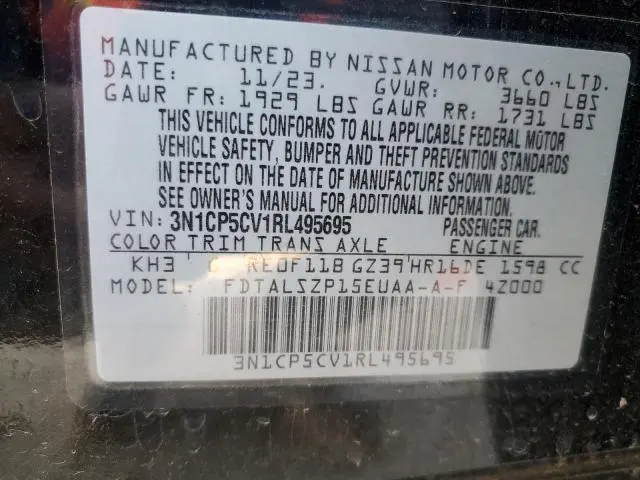 MANUFACTURED BY NISSAN MOTOR CO., LTD.
DATE: 11/23. GVWR: 3660 LBS
GAWR FR: 1929 LBS GAWR RR: 1731 LBS
THIS VEHICLE CONFORMS TO ALL APPLICABLE FEDERAL MOTOR
VEHICLE SAFETY, BUMPER AND THEFT PREVENTION STANDARDS
IN EFFECT ON THE DATE OF MANUFACTURE SHOWN ABOVE.
SEE OWNER'S MANUAL FOR ADDITIONAL INFORMATION.
VIN: 3N1CP5CV1RL495695 PASSENGER CAR.
COLOR TRIM TRANS AXLE ENGINE
KH3 RE0F11B GZ39 HR16DE 1598 CC
MODEL: FDTALSZP15EUAA-A-F 4Z000
3N1CP5CV1RL495695